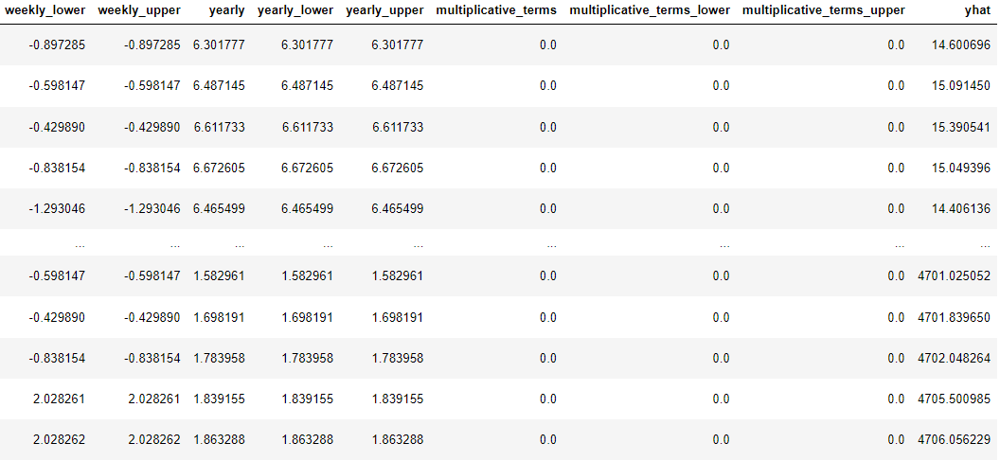 weekly_lower weekly_upper yearly yearly_lower yearly_upper multiplicative_terms multiplicative_terms_lower multiplicative_terms_upper yhat
-0.897285 -0.897285 6.301777 6.301777 6.301777 0.0 0.0 0.0 14.600696
-0.598147 -0.598147 6.487145 6.487145 6.487145 0.0 0.0 0.0 15.091450
-0.429890 -0.429890 6.611733 6.611733 6.611733 0.0 0.0 0.0 15.390541
-0.838154 -0.838154 6.672605 6.672605 6.672605 0.0 0.0 0.0 15.049396
-1.293046 -1.293046 6.465499 6.465499 6.465499 0.0 0.0 0.0 14.406136
... ... ... ... ... ... ... ... ...
-0.598147 -0.598147 1.582961 1.582961 1.582961 0.0 0.0 0.0 4701.025052
-0.429890 -0.429890 1.698191 1.698191 1.698191 0.0 0.0 0.0 4701.839650
-0.838154 -0.838154 1.783958 1.783958 1.783958 0.0 0.0 0.0 4702.048264
2.028261 2.028261 1.839155 1.839155 1.839155 0.0 0.0 0.0 4705.500985
2.028262 2.028262 1.863288 1.863288 1.863288 0.0 0.0 0.0 4706.056229